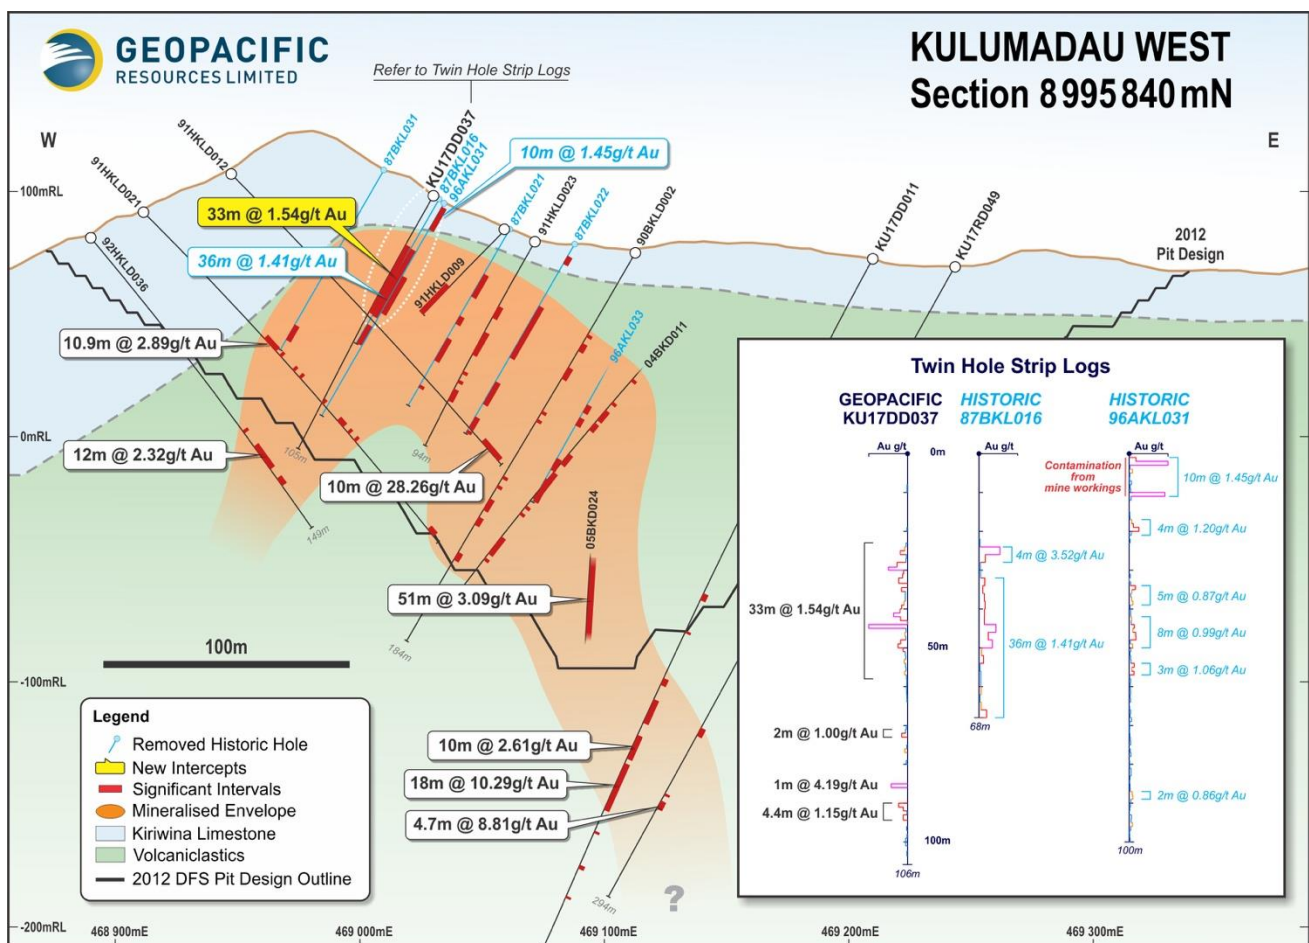 GEOPACIFIC
RESOURCES LIMITED
KULUMADAU WEST
Section 8995840mN
Refer to Twin Hole Strip Logs
W
E
91HKLD012
87BKL031
KU17DD037
87BKL016
96AKL031
10m @ 1.45g/t Au
91HKLD021
92HKLD036
100mRL
33m @ 1.54g/t Au
36m @ 1.41g/t Au
91HKLD009
87BKL021
91HKLD023
87BKL022
90BKLD002
KU17DD011
KU17RD049
2012
Pit Design
96AKL033
04BKD011
10.9m @ 2.89g/t Au
0mRL
12m @ 2.32g/t Au
105m
94m
10m @ 28.26g/t Au
149m
05BKD024
51m @ 3.09g/t Au
184m
100m
-100mRL
10m @ 2.61g/t Au
18m @ 10.29g/t Au
4.7m @ 8.81g/t Au
294m
?
-200mRL
468 900mE
469 000mE
469 100mE
469 200mE
469 300mE
Legend
Removed Historic Hole
New Intercepts
Significant Intervals
Mineralised Envelope
Kiriwina Limestone
Volcaniclastics
2012 DFS Pit Design Outline
Twin Hole Strip Logs
GEOPACIFIC
KU17DD037
HISTORIC
87BKL016
HISTORIC
96AKL031
Au g/t
0m
Au g/t
Au g/t
Contamination
from
mine workings
10m @ 1.45g/t Au
4m @ 1.20g/t Au
4m @ 3.52g/t Au
33m @ 1.54g/t Au
5m @ 0.87g/t Au
50m
36m @ 1.41g/t Au
8m @ 0.99g/t Au
3m @ 1.06g/t Au
68m
2m @ 1.00g/t Au
1m @ 4.19g/t Au
2m @ 0.86g/t Au
4.4m @ 1.15g/t Au
100m
100m
106m